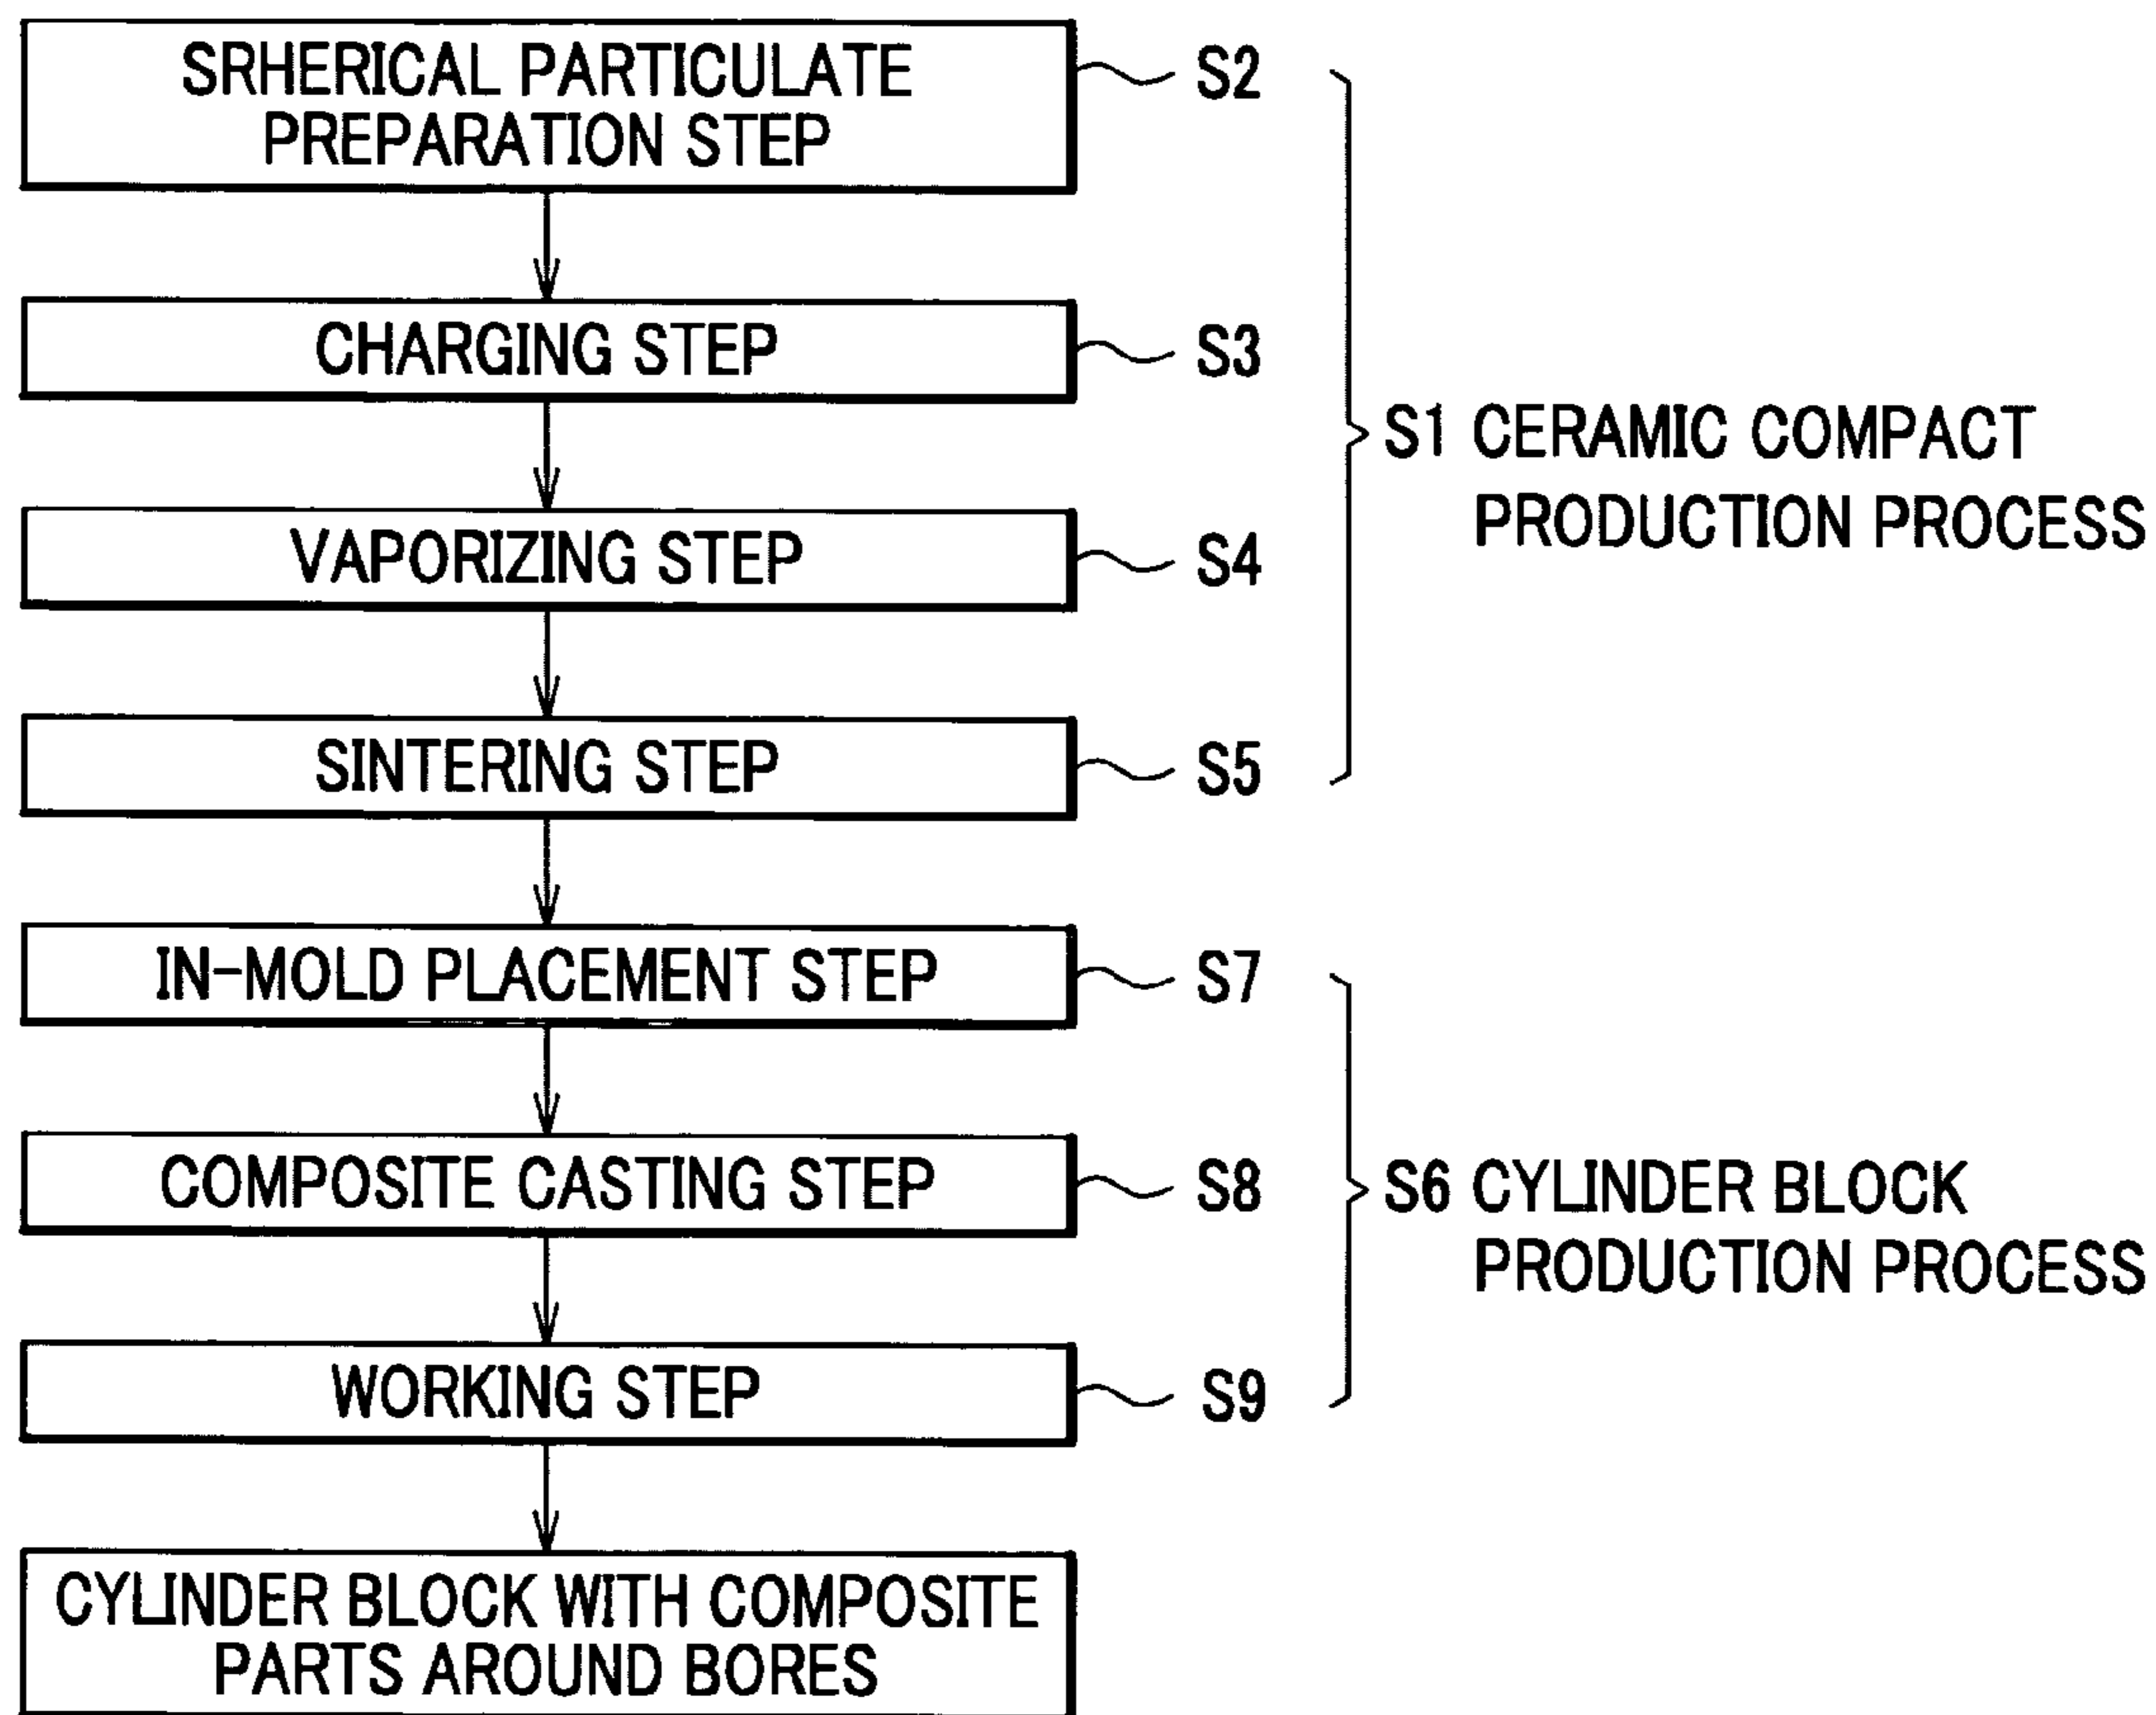 SRHERICAL PARTICULATE
PREPARATION STEP
S2
CHARGING STEP
S3
S1 CERAMIC COMPACT
PRODUCTION PROCESS
VAPORIZING STEP
S4
SINTERING STEP
S5
IN-MOLD PLACEMENT STEP
S7
COMPOSITE CASTING STEP
S8
S6 CYLINDER BLOCK
PRODUCTION PROCESS
WORKING STEP
S9
CYLINDER BLOCK WITH COMPOSITE
PARTS AROUND BORES